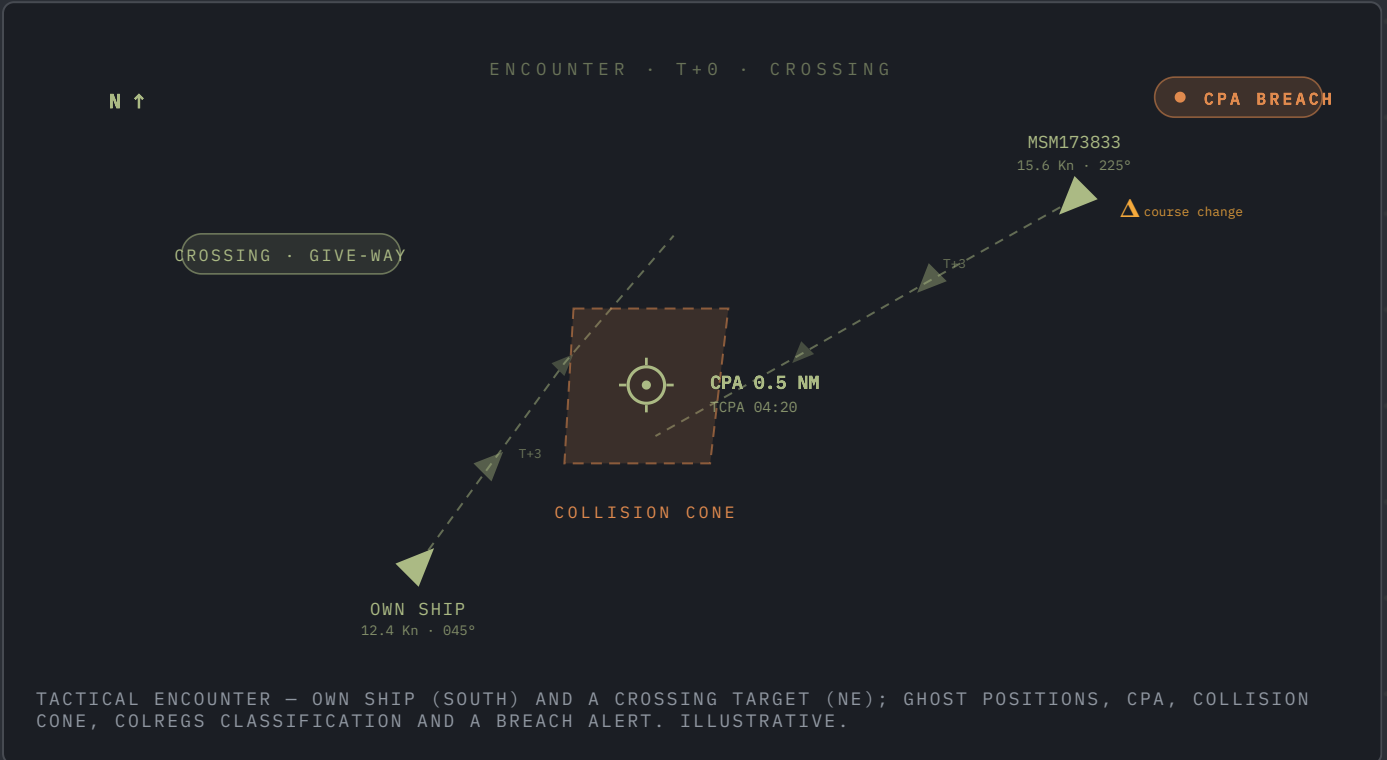 ENCOUNTER · T+0 · CROSSING
N ↑
CPA BREACH
MSM173833
15.6 Kn · 225°
course change
CROSSING · GIVE-WAY
T+3
CPA 0.5 NM
TCPA 04:20
T+3
COLLISION CONE
OWN SHIP
12.4 Kn · 045°
TACTICAL ENCOUNTER — OWN SHIP (SOUTH) AND A CROSSING TARGET (NE); GHOST POSITIONS, CPA, COLLISION
CONE, COLREGS CLASSIFICATION AND A BREACH ALERT. ILLUSTRATIVE.